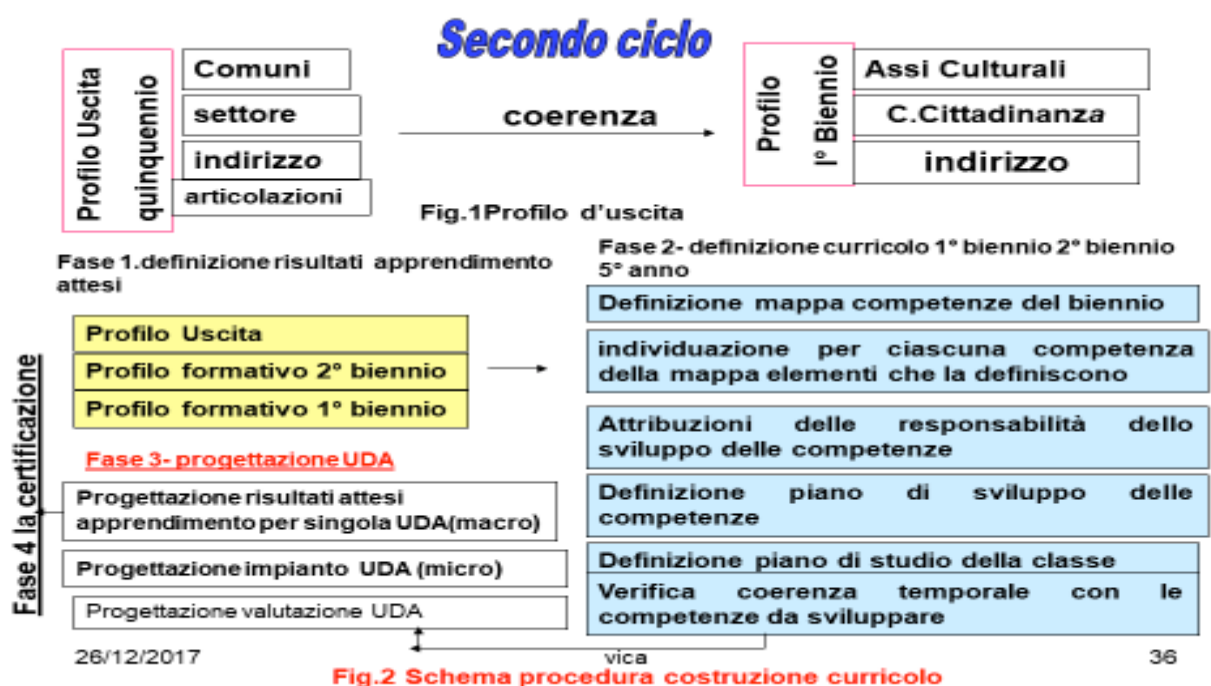 Secondo ciclo
Profilo Uscita
quinquennio
Comuni
settore
indirizzo
articolazioni
coerenza
Profilo
I° Biennio
Assi Culturali
C.Cittadinanza
indirizzo
Fig.1Profilo d'uscita
Fase 1.definizione risultati apprendimento
attesi
Profilo Uscita
Profilo formativo 2° biennio
Profilo formativo 1° biennio
Fase 2- definizione curricolo 1° biennio 2° biennio
5° anno
Definizione mappa competenze del biennio
individuazione per ciascuna competenza
della mappa elementi che la definiscono
Attribuzioni delle responsabilità dello
sviluppo delle competenze
Definizione piano di sviluppo delle
competenze
Definizione piano di studio della classe
Verifica coerenza temporale con le
competenze da sviluppare
Fase 3- progettazione UDA
Progettazione risultati attesi
apprendimento per singola UDA(macro)
Progettazione impianto UDA (micro)
Progettazione valutazione UDA
Fase 4 la certificazione
26/12/2017
vica
36
Fig.2 Schema procedura costruzione curricolo